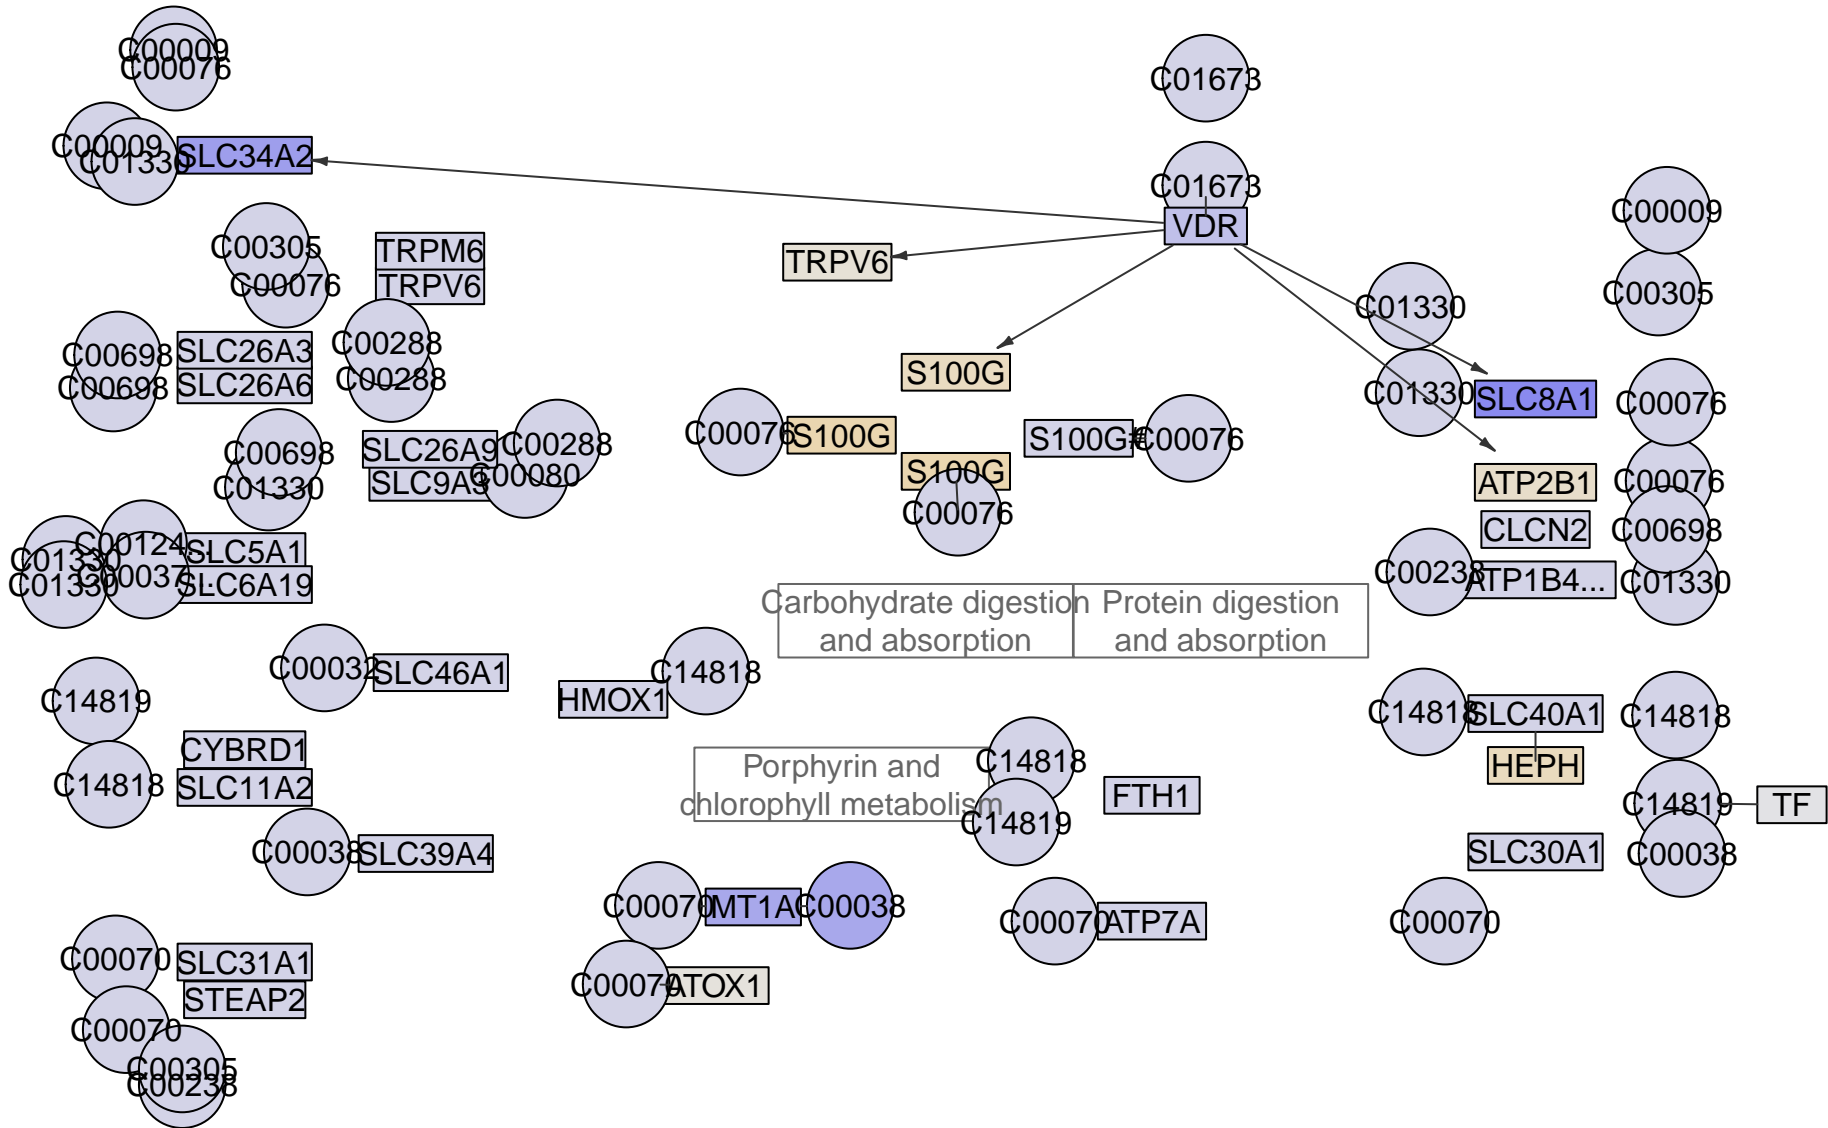 C00009
C00076
C01673
C00009
C01330
SLC34A2
C01673
VDR
C00009
C00305
TRPM6
TRPV6
C00076
TRPV6
C01330
C00305
C00698
SLC26A3
C00288
C00698
SLC26A6
C00288
S100G
C01330
SLC8A1
C00076
C00698
SLC26A9
C00288
C00076
S100G
S100G#
C00076
C01330
SLC9A3
C00080
S100G
C00076
ATP2B1
C00076
CLCN2
C00698
C01330
C00124...
SLC5A1
C01330
C00037...
SLC6A19
C00238
ATP1B4...
C01330
Carbohydrate digestion
and absorption
Protein digestion
and absorption
C00032
SLC46A1
C14818
HMOX1
C14819
C14818
SLC40A1
C14818
CYBRD1
HEPH
C14818
SLC11A2
Porphyrin and
chlorophyll metabolism
C14818
C14819
FTH1
C14819
TF
C00038
SLC39A4
SLC30A1
C00038
C00070
MT1A
C00038
C00070
ATP7A
C00070
C00070
SLC31A1
STEAP2
C00070
ATOX1
C00070
C00305
C00238